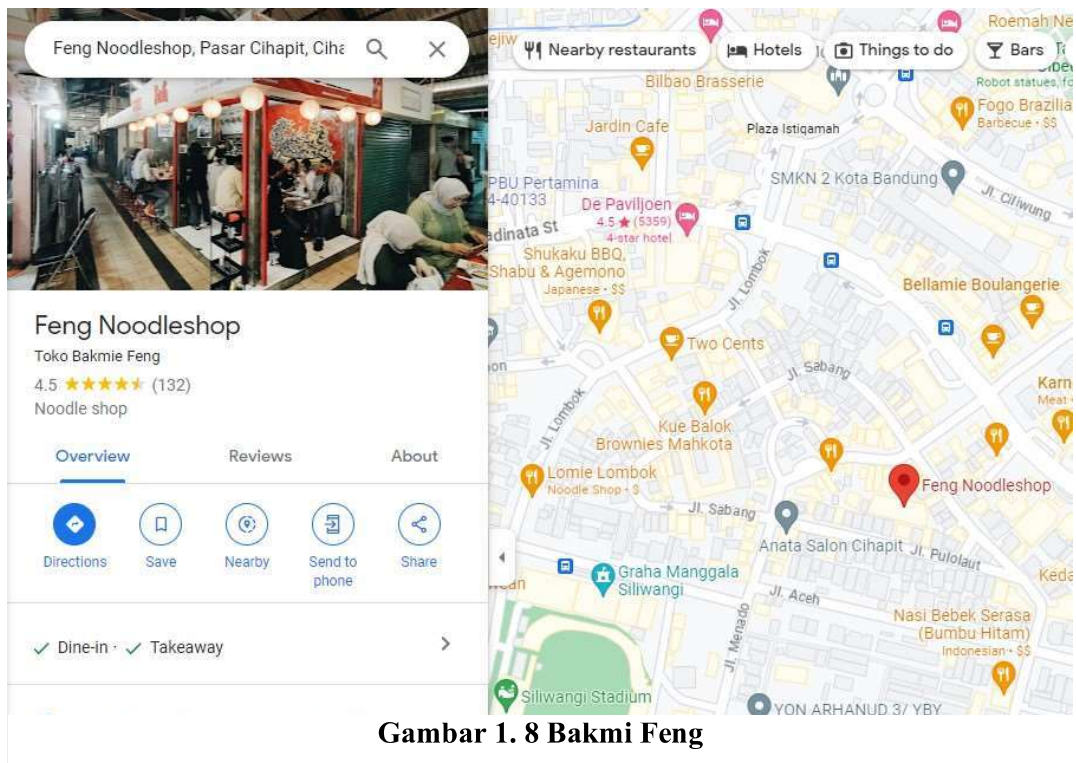 Feng Noodleshop, Pasar Cihapit, Ciha
Feng Noodleshop
Toko Bakmie Feng
4.5 (132)
Noodle shop
Overview
Reviews
About
Directions
Save
Nearby
Send to
phone
Share
Dine-in · Takeaway
Nearby restaurants
Hotels
Things to do
Bars
Roemah Ne
Robot statues, fo
Bilbao Brasserie
Fogo Brazilia
Barbecue · $$
Jardin Cafe
Plaza Istiqamah
SMKN 2 Kota Bandung
Jl. Ciliwung
PBU Pertamina
4-40133
De Paviljoen
4.5 ★ (5359)
4-star hotel
adinata St
Shukaku BBQ,
Shabu & Agemono
Japanese · $$
Jl. Lombok
Bellamie Boulangerie
Two Cents
Jl. Sabang
Karn
Meat
Kue Balok
Brownies Mahkota
Jl. Lombok
Lomie Lombok
Noodle Shop · $
Feng Noodleshop
Jl. Sabang
Anata Salon Cihapit
Jl. Pulolaut
Graha Manggala
Siliwangi
Keda
Jl. Aceh
Nasi Bebek Serasa
(Bumbu Hitam)
Indonesian · $$
Jl. Menado
Siliwangi Stadium
YON ARHANUD 3/ YBY
Gambar 1. 8 Bakmi Feng